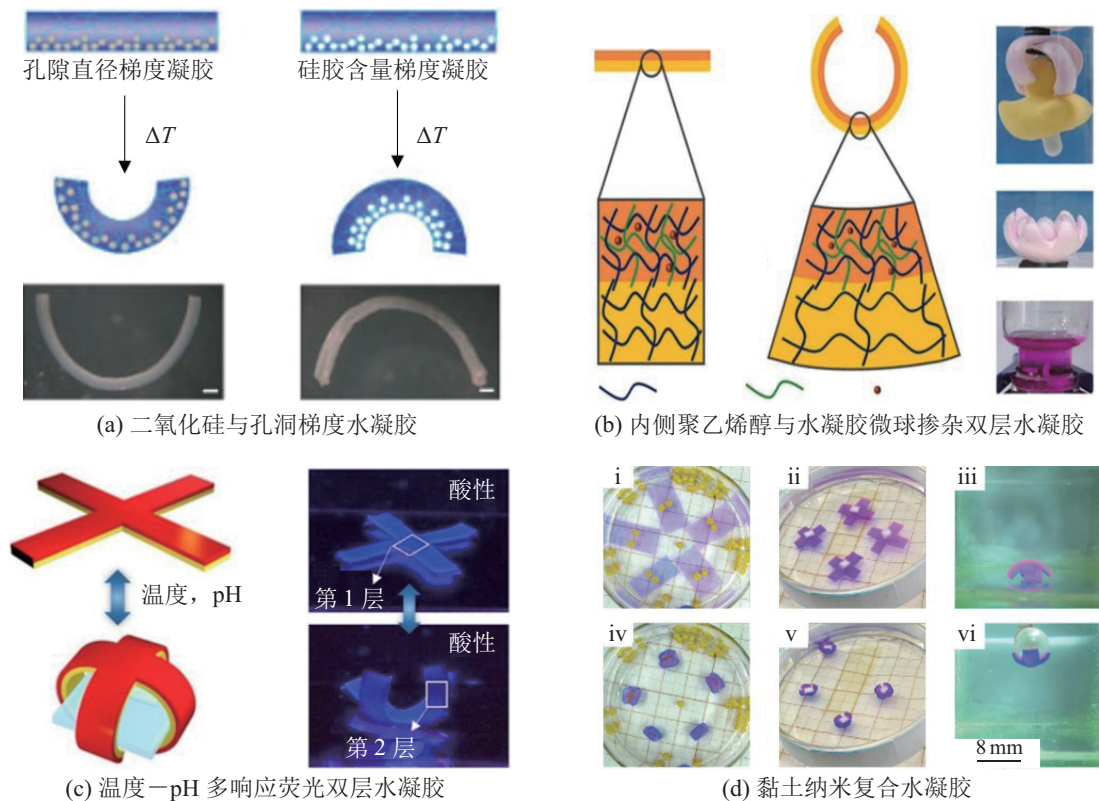 孔隙直径梯度凝胶
硅胶含量梯度凝胶
ΔT
ΔT
(a) 二氧化硅与孔洞梯度水凝胶
(b) 内侧聚乙烯醇与水凝胶微球掺杂双层水凝胶
温度，pH
酸性
第 1 层
酸性
第 2 层
(c) 温度－pH 多响应荧光双层水凝胶
i
ii
iii
iv
v
vi
8 mm
(d) 黏土纳米复合水凝胶